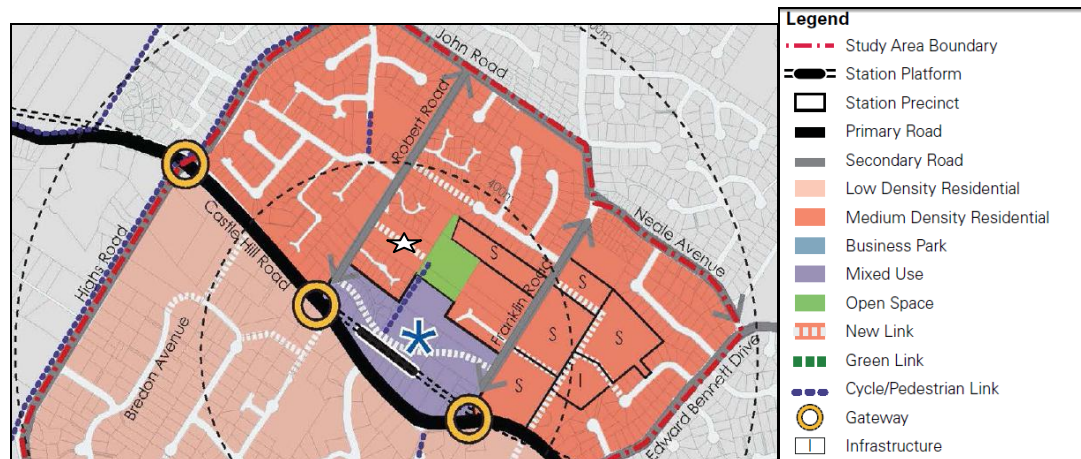 Legend
Study Area Boundary
Station Platform
Station Precinct
Primary Road
Secondary Road
Low Density Residential
Medium Density Residential
Business Park
Mixed Use
Open Space
New Link
Green Link
Cycle/Pedestrian Link
Gateway
I
Infrastructure
John Road
Robert Road
400m
Castle Hill Road
Highs Road
Bredon Avenue
Franklin Road
Neale Avenue
Edward Bennett Drive
S
S
S
S
S
I